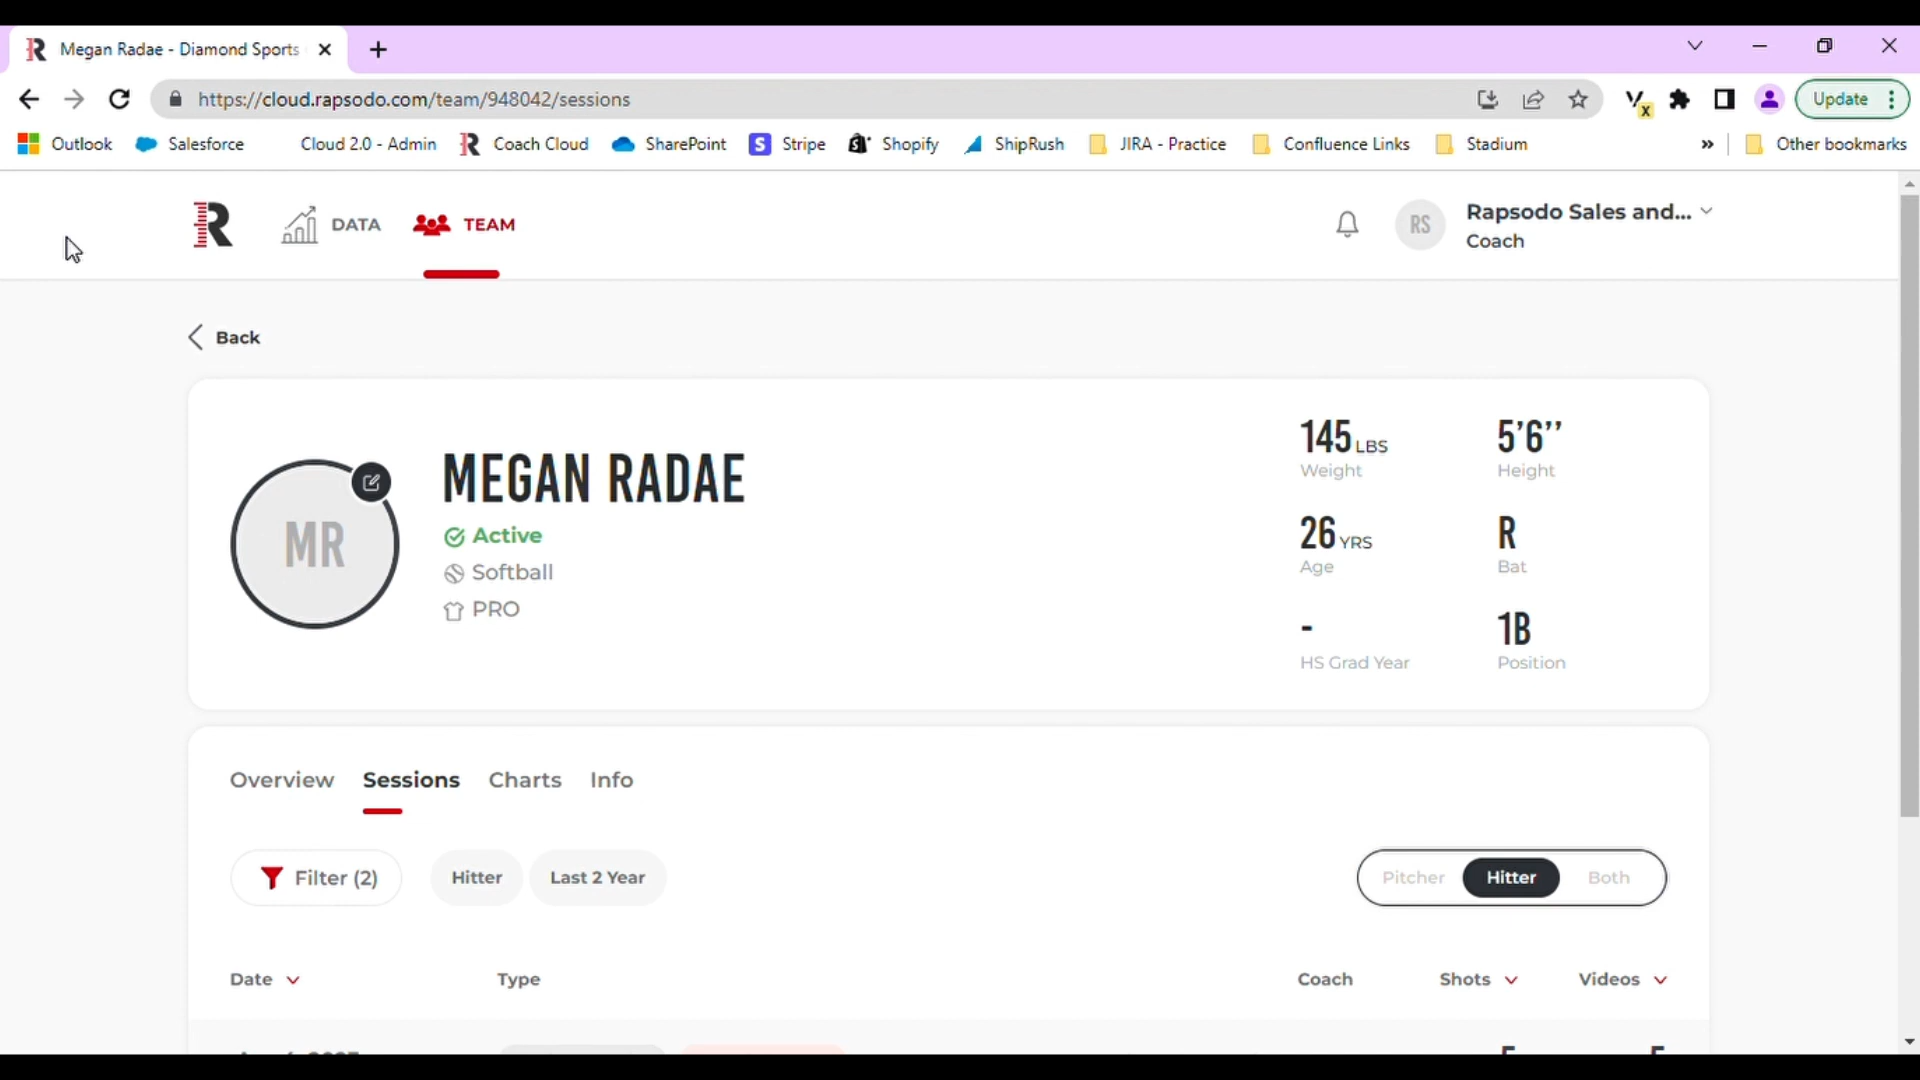 Megan Radae - Diamond Sports
https://cloud.rapsodo.com/team/948042/sessions
Update
Outlook
Salesforce
Cloud 2.0 - Admin
Coach Cloud
SharePoint
Stripe
Shopify
ShipRush
JIRA - Practice
Confluence Links
Stadium
»
Other bookmarks
R
DATA
TEAM
RS
Rapsodo Sales and...
Coach
Back
MR
MEGAN RADAE
Active
Softball
PRO
145 LBS
Weight
5’6’’
Height
26 YRS
Age
R
Bat
-
HS Grad Year
1B
Position
Overview
Sessions
Charts
Info
Filter (2)
Hitter
Last 2 Year
Pitcher
Hitter
Both
Date
Type
Coach
Shots
Videos